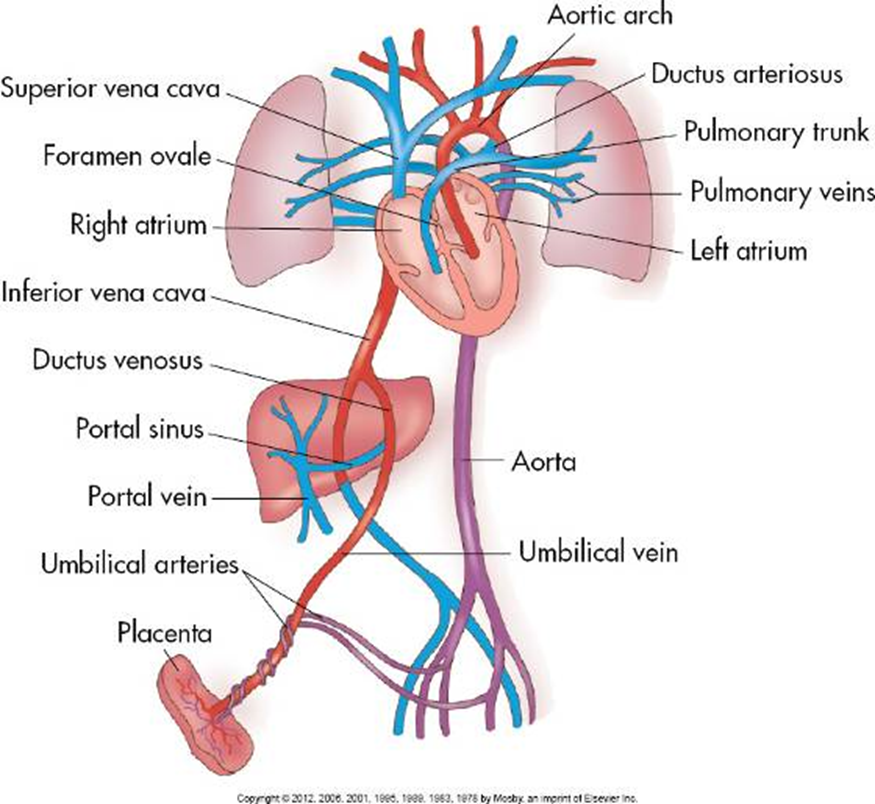 Aortic arch
Superior vena cava
Ductus arteriosus
Foramen ovale
Pulmonary trunk
Pulmonary veins
Right atrium
Left atrium
Inferior vena cava
Ductus venosus
Portal sinus
Aorta
Portal vein
Umbilical vein
Umbilical arteries
Placenta
Copyright © 2012, 2006, 2001, 1995, 1989, 1983, 1978 by Mosby, an imprint of Elsevier Inc.